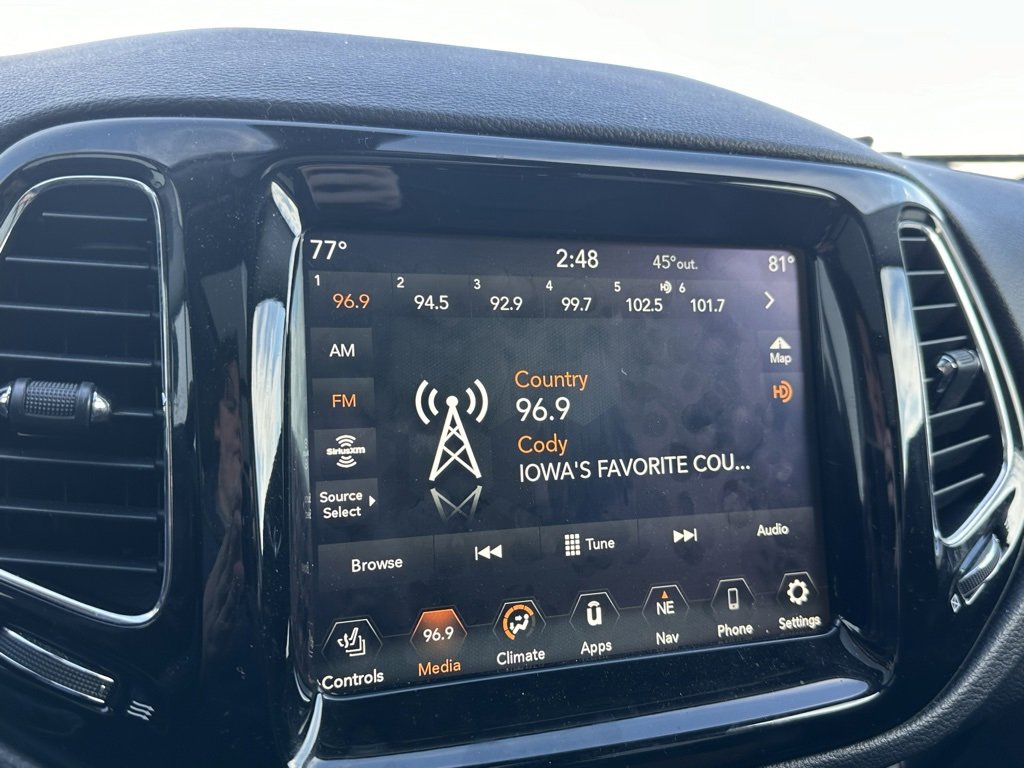 77° 2:48 45°out. 81°
1 2 3 4 5 HD 6
96.9 94.5 92.9 99.7 102.5 101.7
AM
Map
FM
HD
Country
96.9
Cody
IOWA'S FAVORITE COU...
SiriusXM
Source
Select
Browse Tune Audio
96.9 NE
Controls Media Climate Apps Nav Phone Settings